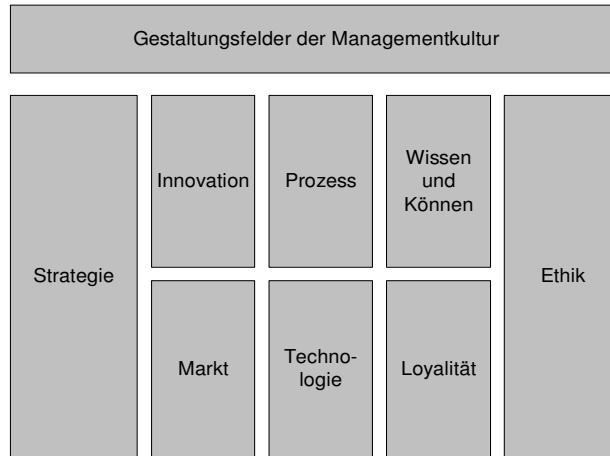 Gestaltungsfelder der Managementkultur
Strategie
Innovation
Prozess
Wissen
und
Können
Ethik
Markt
Techno-
logie
Loyalität